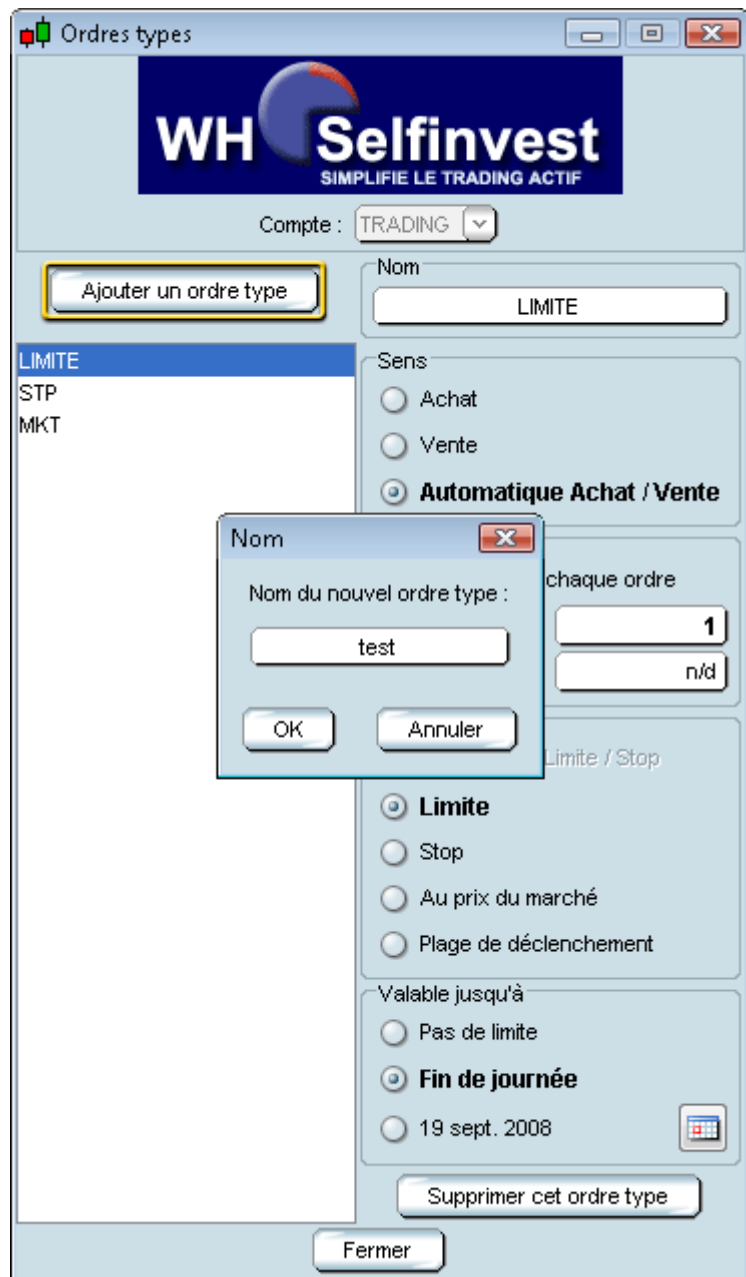 Ordres types
WH Selfinvest
SIMPLIFIE LE TRADING ACTIF
Compte : TRADING
Ajouter un ordre type
LIMITE
STP
MKT
Nom
LIMITE
Sens
Achat
Vente
Automatique Achat / Vente
chaque ordre
1
n/d
Limite / Stop
Limite
Stop
Au prix du marché
Plage de déclenchement
Valable jusqu'à
Pas de limite
Fin de journée
19 sept. 2008
Supprimer cet ordre type
Fermer
Nom
Nom du nouvel ordre type :
test
OK
Annuler